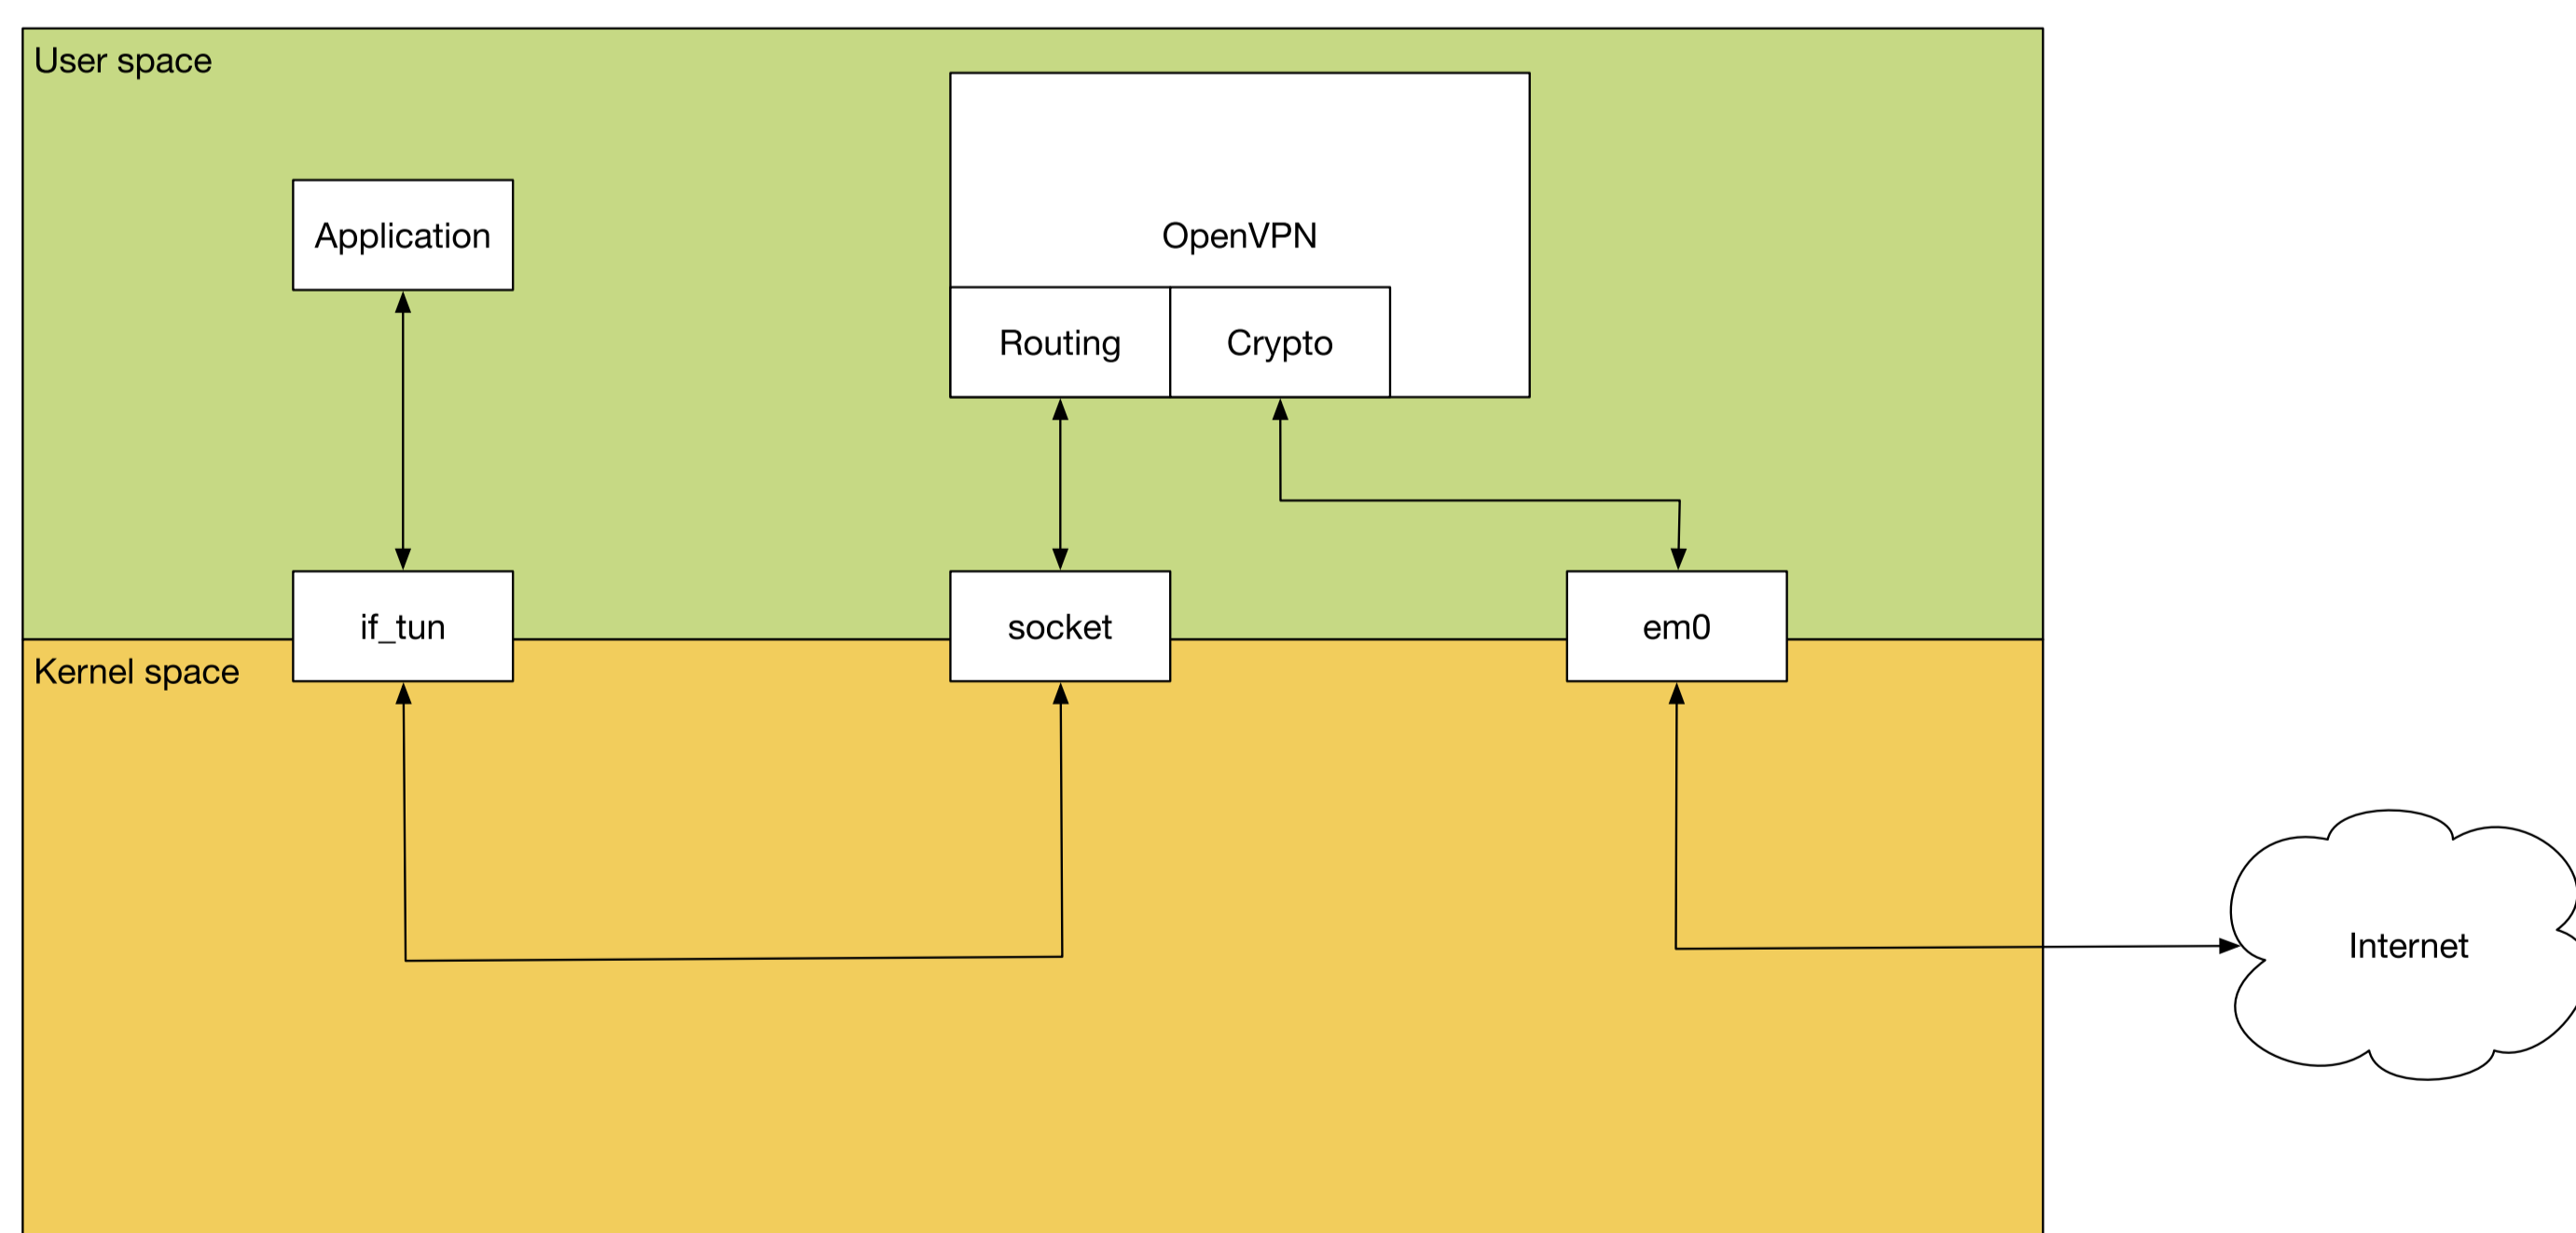 User space
Application
OpenVPN
Routing
Crypto
if_tun
socket
em0
Kernel space
Internet